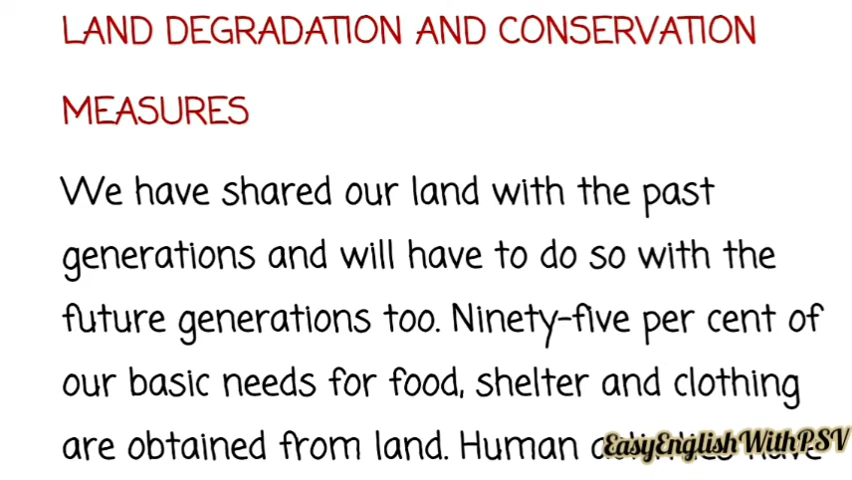 LAND DEGRADATION AND CONSERVATION
MEASURES
We have shared our land with the past
generations and will have to do so with the
future generations too. Ninety-five per cent of
our basic needs for food, shelter and clothing
are obtained from land. Human have
EasyEnglishWithPSV